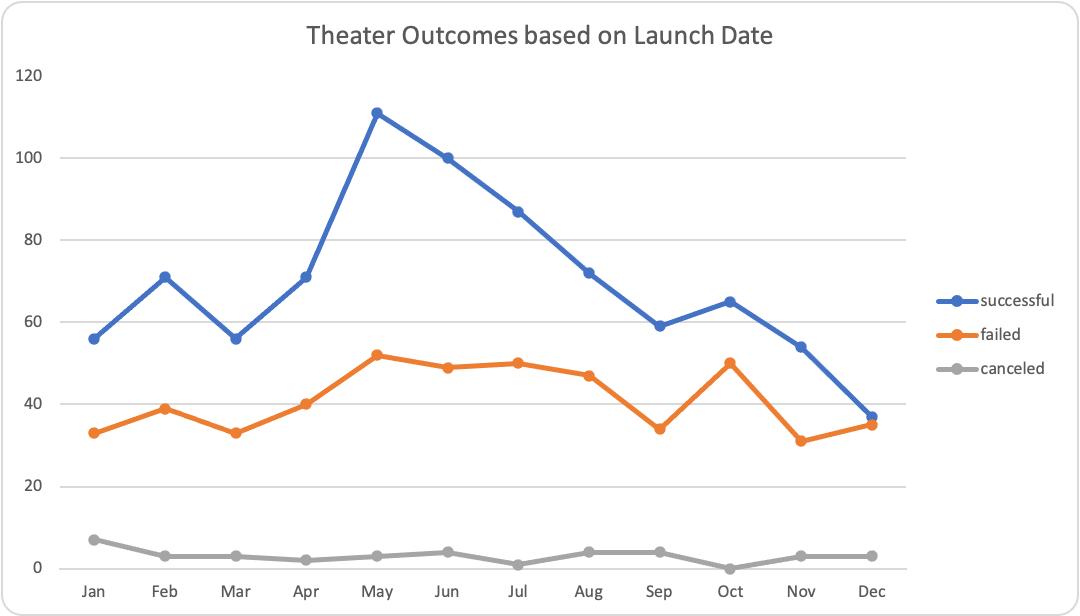 Theater Outcomes based on Launch Date
120
100
80
60
40
20
0
Jan Feb Mar Apr May Jun Jul Aug Sep Oct Nov Dec
successful
failed
canceled